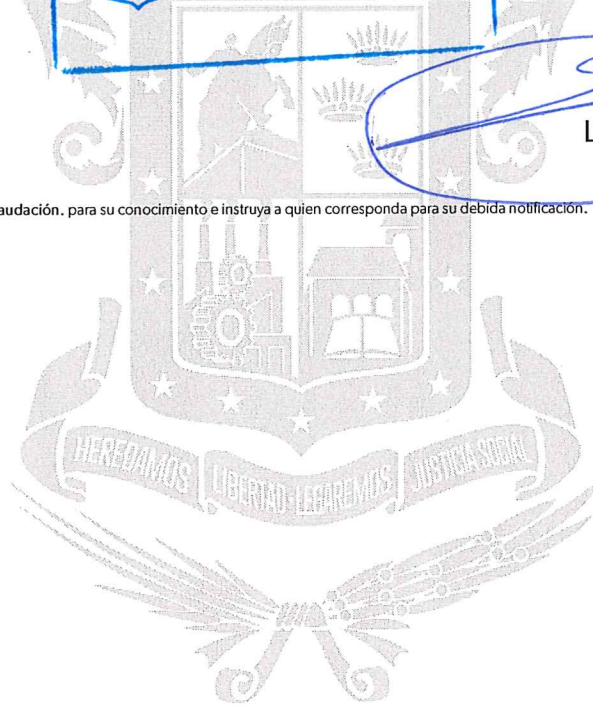 L
audación. para su conocimiento e instruya a quien corresponda para su debida notificación.
HEREDAMOS LIBERTAD · LEGAREMOS JUSTICIA SOCIAL